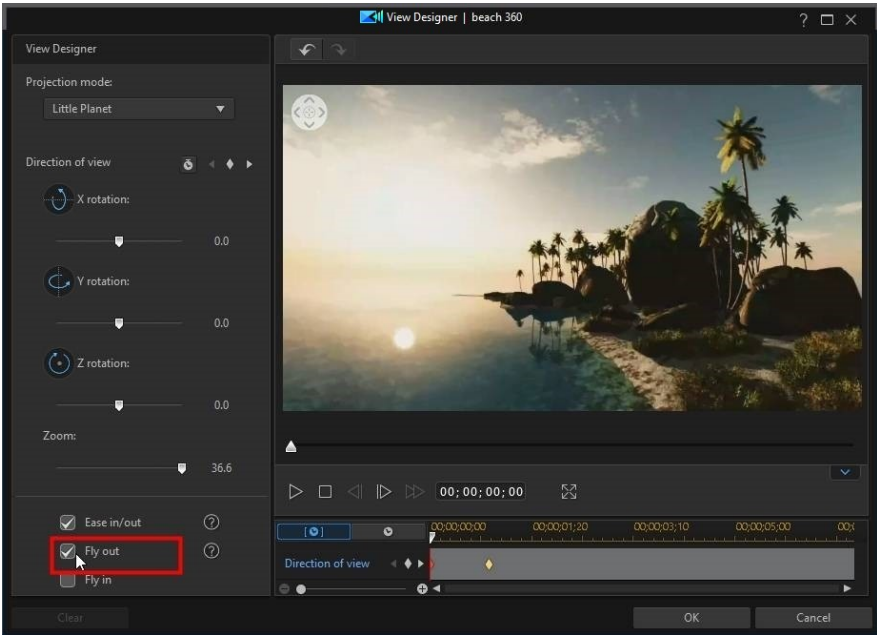 View Designer | beach 360
?
View Designer
Projection mode:
Little Planet
Direction of view
X rotation:
0.0
Y rotation:
0.0
Z rotation:
0.0
Zoom:
36.6
Ease in/out ?
Fly out ?
Fly in
Clear
00;00;00;00
00;00;00;00 00;00;01;20 00;00;03;10 00;00;05;00 00;
Direction of view
OK Cancel